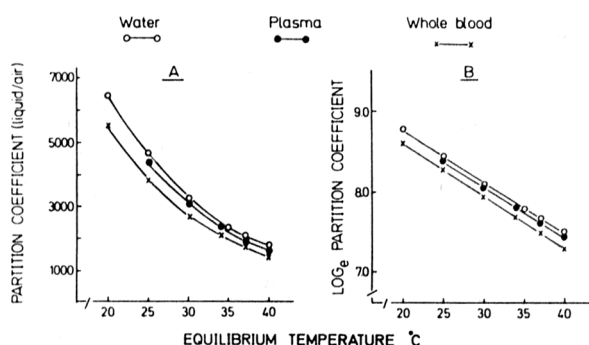 Water Plasma Whole blood
A
PARTITION COEFFICIENT (liquid/air)
7000
5000
3000
1000
20 25 30 35 40
B
LOGe PARTITION COEFFICIENT
9.0
8.0
7.0
20 25 30 35 40
EQUILIBRIUM TEMPERATURE °C